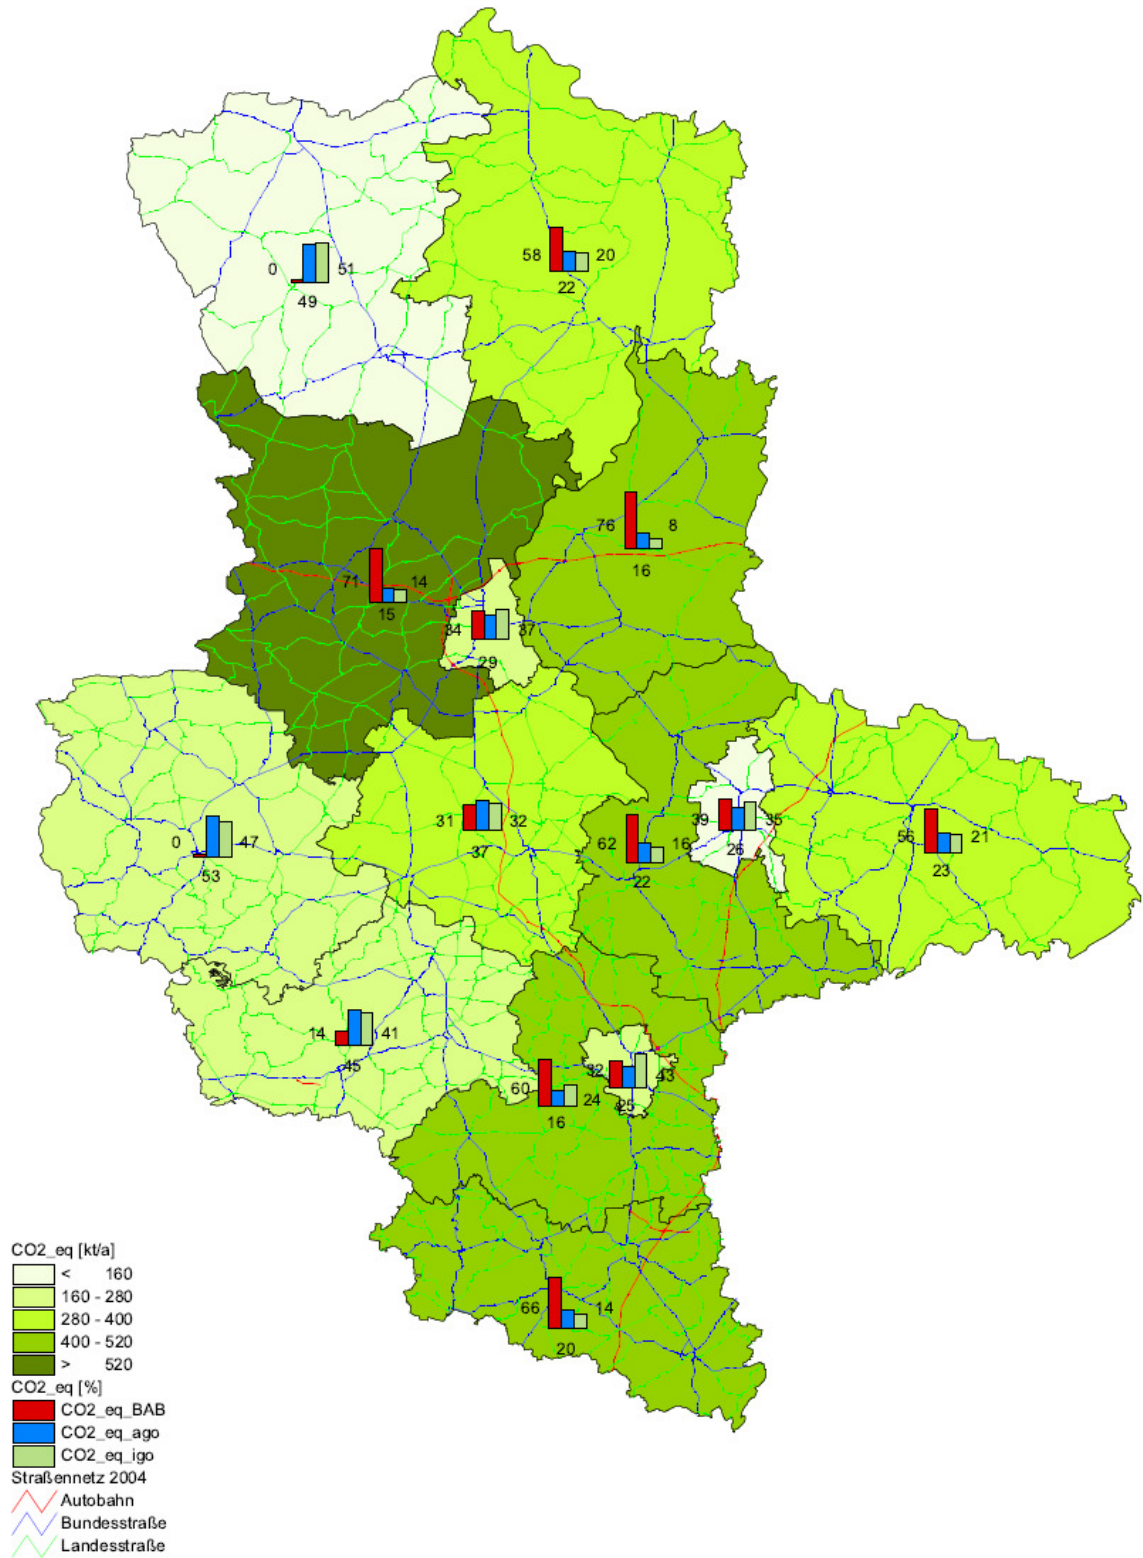 0 51
49
58 20
22
76 8
16
71 14
15
34 37
29
31 32
37
39 35
26
62 16
22
56 21
23
0 47
53
14 41
45
32 43
25
60 24
16
66 14
20
CO2_eq [kt/a]
< 160
160 - 280
280 - 400
400 - 520
> 520
CO2_eq [%]
CO2_eq_BAB
CO2_eq_ago
CO2_eq_igo
Straßennetz 2004
Autobahn
Bundesstraße
Landesstraße